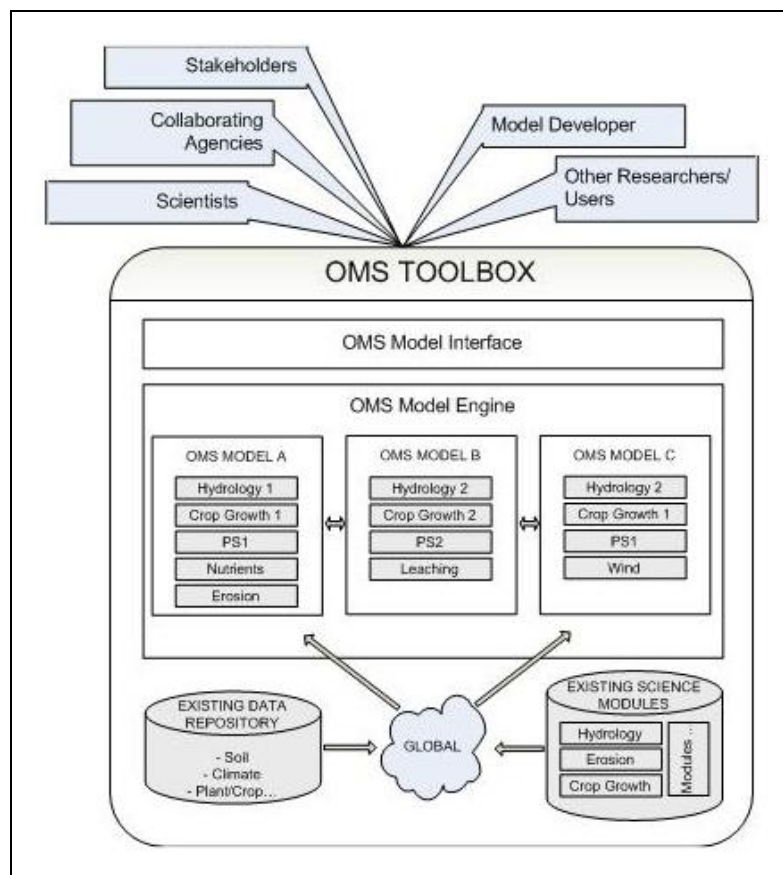 Stakeholders
Collaborating
Agencies
Scientists
Model Developer
Other Researchers/
Users
OMS TOOLBOX
OMS Model Interface
OMS Model Engine
OMS MODEL A
Hydrology 1
Crop Growth 1
PS1
Nutrients
Erosion
OMS MODEL B
Hydrology 2
Crop Growth 2
PS2
Leaching
OMS MODEL C
Hydrology 2
Crop Growth 1
PS1
Wind
EXISTING DATA
REPOSITORY
- Soil
- Climate
- Plant/Crop...
GLOBAL
EXISTING SCIENCE
MODULES
Hydrology
Erosion
Crop Growth
Modules ..